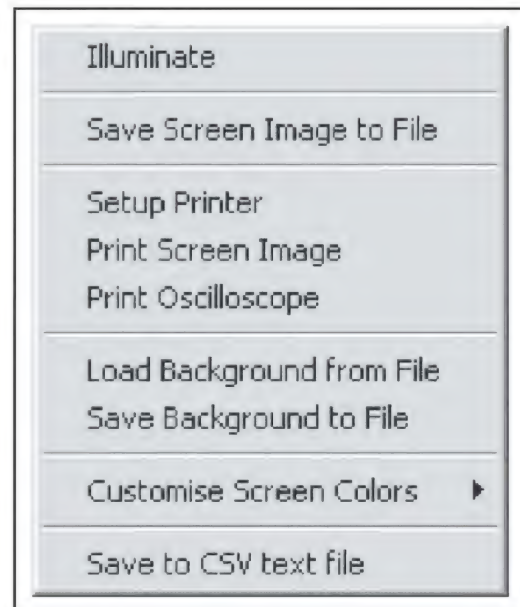 Illuminate
Save Screen Image to File
Setup Printer
Print Screen Image
Print Oscilloscope
Load Background from File
Save Background to File
Customise Screen Colors
Save to CSV text file